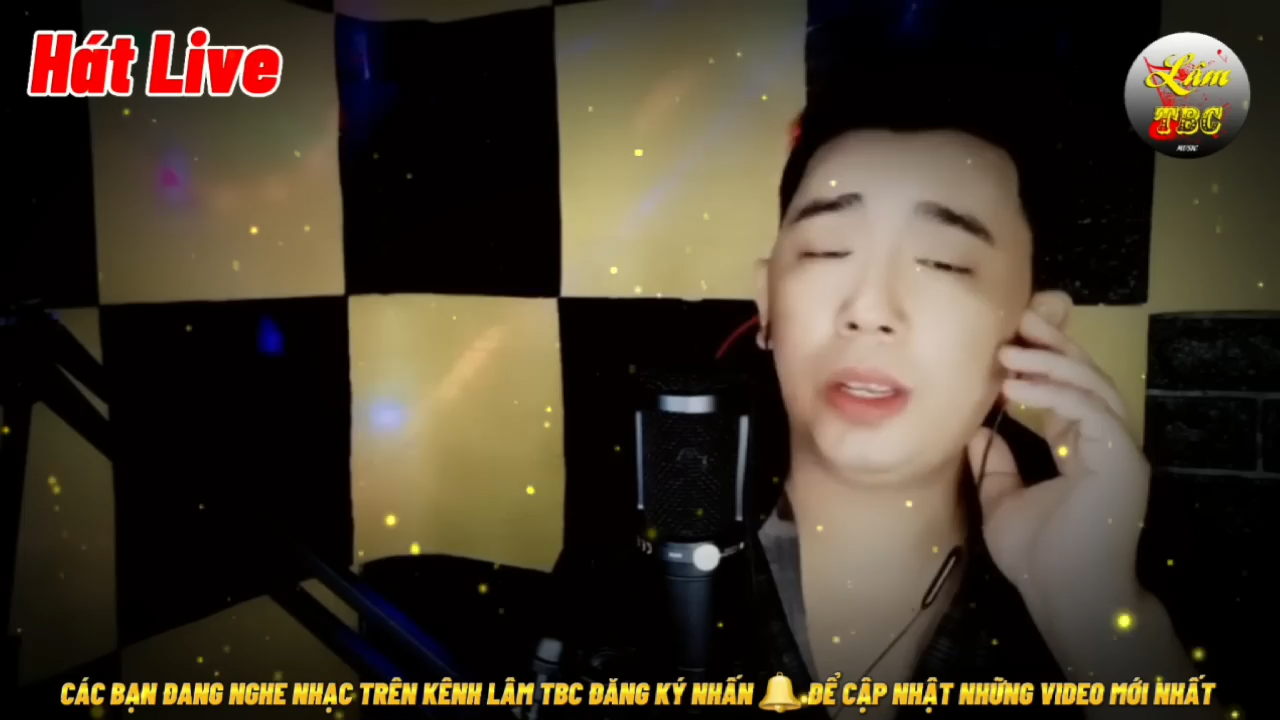 Hát Live
Lâm
TBC
MUSIC
CÁC BẠN ĐANG NGHE NHẠC TRÊN KÊNH LÂM TBC ĐĂNG KÝ NHẤN 🔔 ĐỂ CẬP NHẬT NHỮNG VIDEO MỚI NHẤT